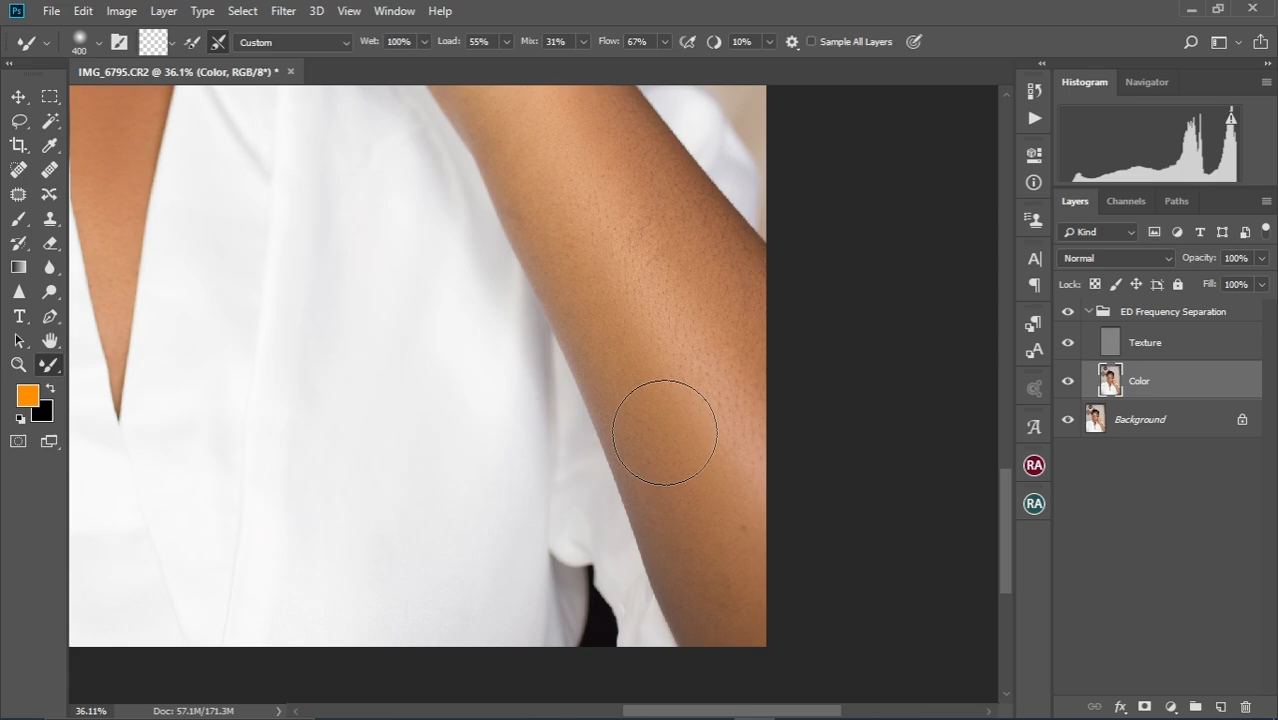 Ps File Edit Image Layer Type Select Filter 3D View Window Help
400 Custom Wet: 100% Load: 55% Mix: 31% Flow: 67% 10% Sample All Layers
IMG_6795.CR2 @ 36.1% (Color, RGB/8*) * ×
Histogram Navigator
Layers Channels Paths
Kind
Normal Opacity: 100%
Lock: Fill: 100%
ED Frequency Separation
Texture
Color
Background
RA
RA
36.11% Doc: 57.1M/171.3M